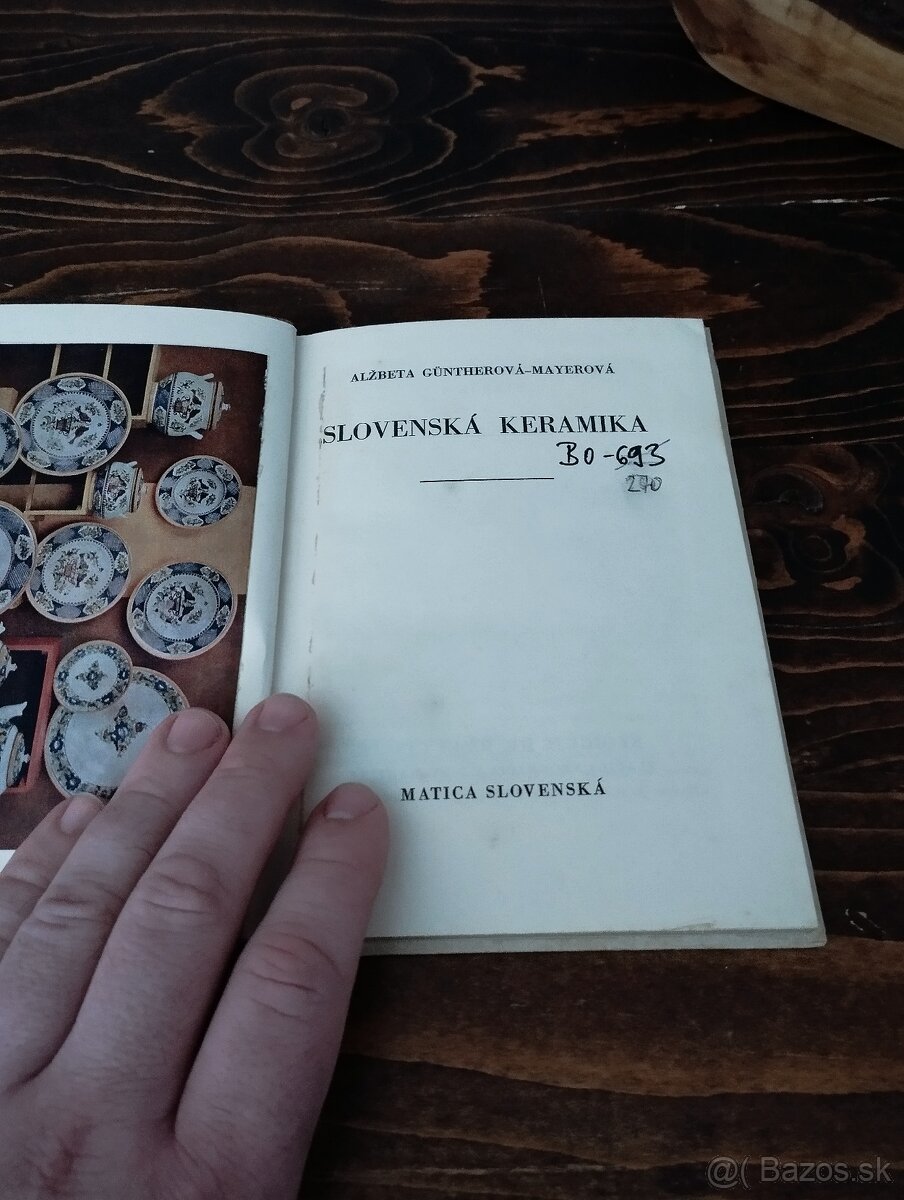 ALŽBETA GÜNTHEROVÁ–MAYEROVÁ
SLOVENSKÁ KERAMIKA
B0-693
270
MATICA SLOVENSKÁ
@( Bazos.sk